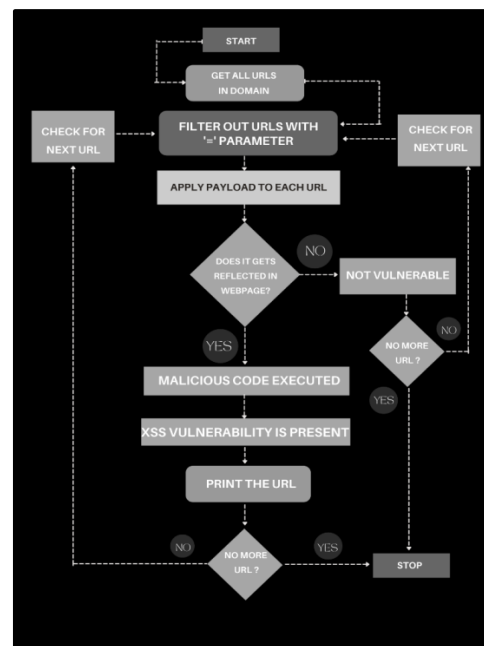 START
GET ALL URLS
IN DOMAIN
CHECK FOR
NEXT URL
FILTER OUT URLS WITH
'=' PARAMETER
CHECK FOR
NEXT URL
APPLY PAYLOAD TO EACH URL
DOES IT GETS
REFLECTED IN
WEBPAGE?
NO
NOT VULNERABLE
YES
NO MORE
URL ?
NO
MALICIOUS CODE EXECUTED
YES
XSS VULNERABILITY IS PRESENT
PRINT THE URL
NO
NO MORE
URL ?
YES
STOP